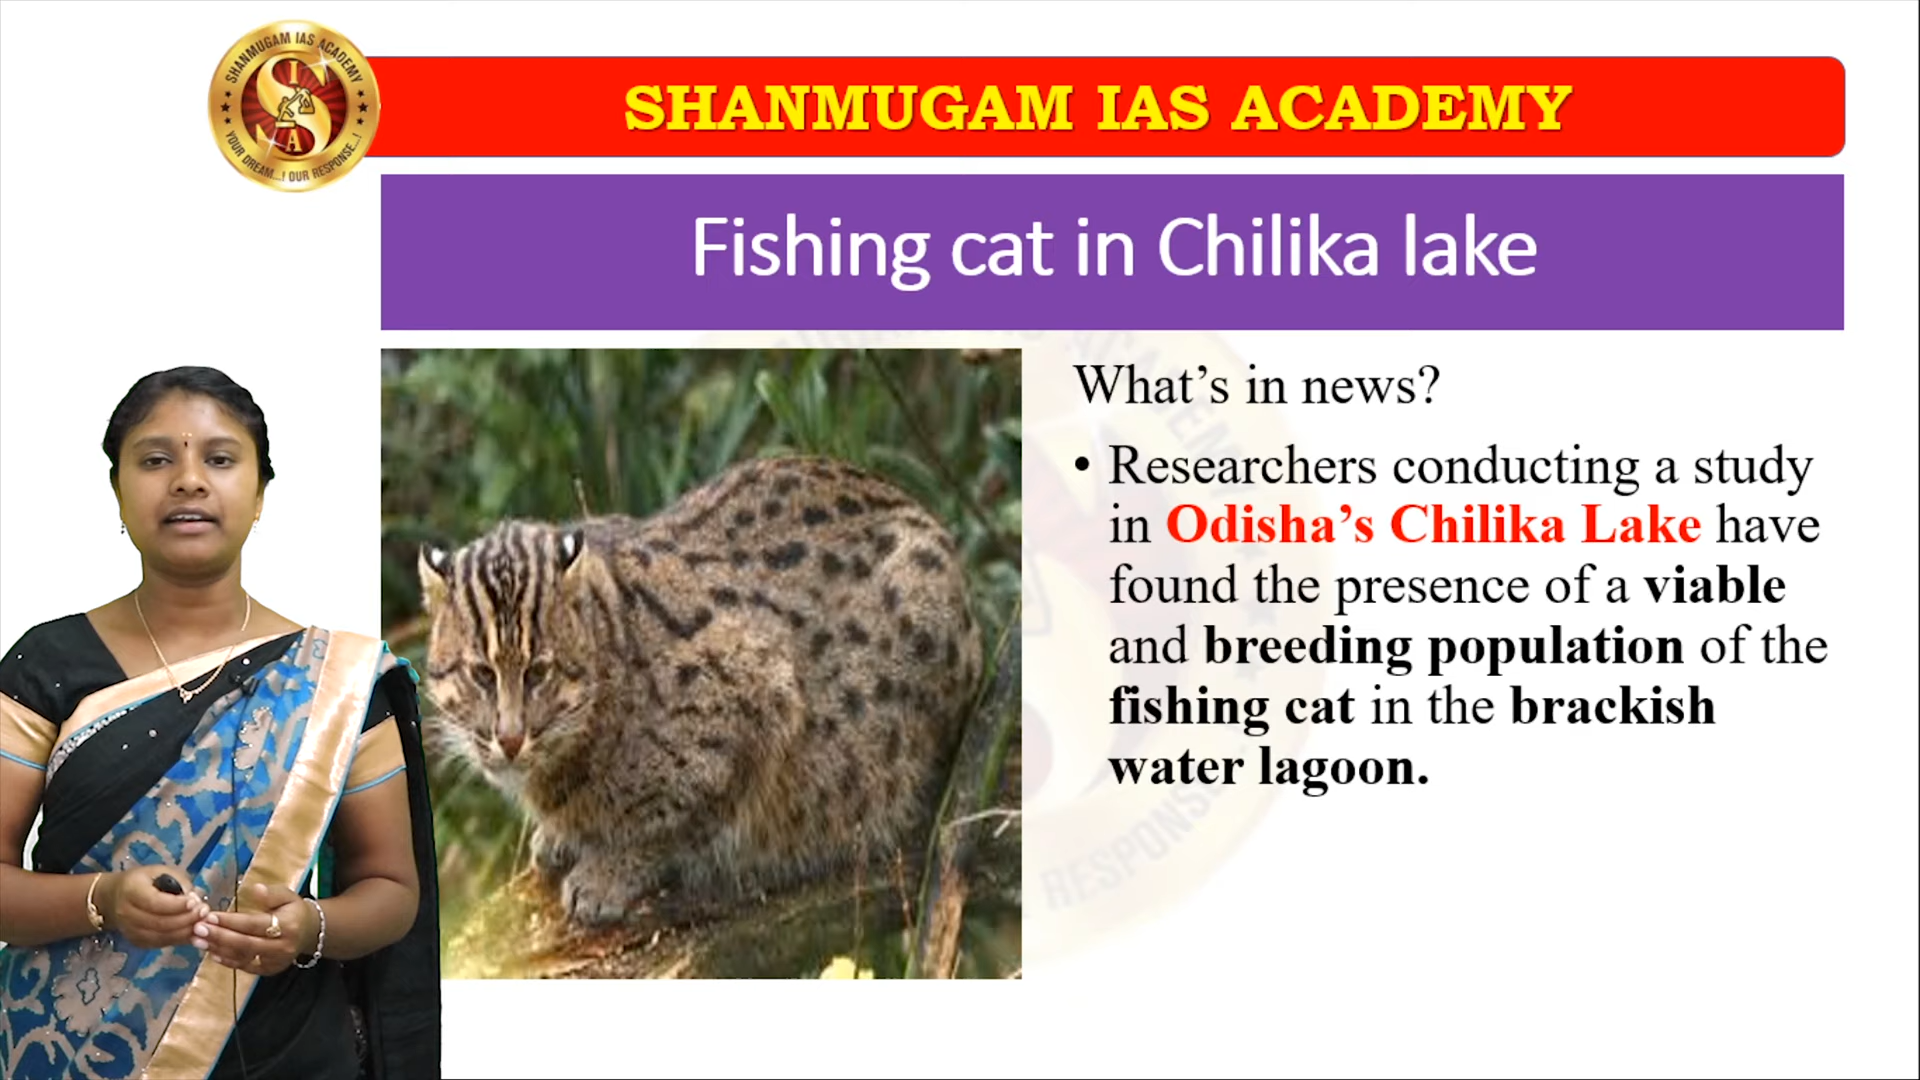 SHANMUGAM IAS ACADEMY
YOUR DREAM...! OUR RESPONSE...!
I
S
A
SHANMUGAM IAS ACADEMY
Fishing cat in Chilika lake
What’s in news?
• Researchers conducting a study
in Odisha’s Chilika Lake have
found the presence of a viable
and breeding population of the
fishing cat in the brackish
water lagoon.